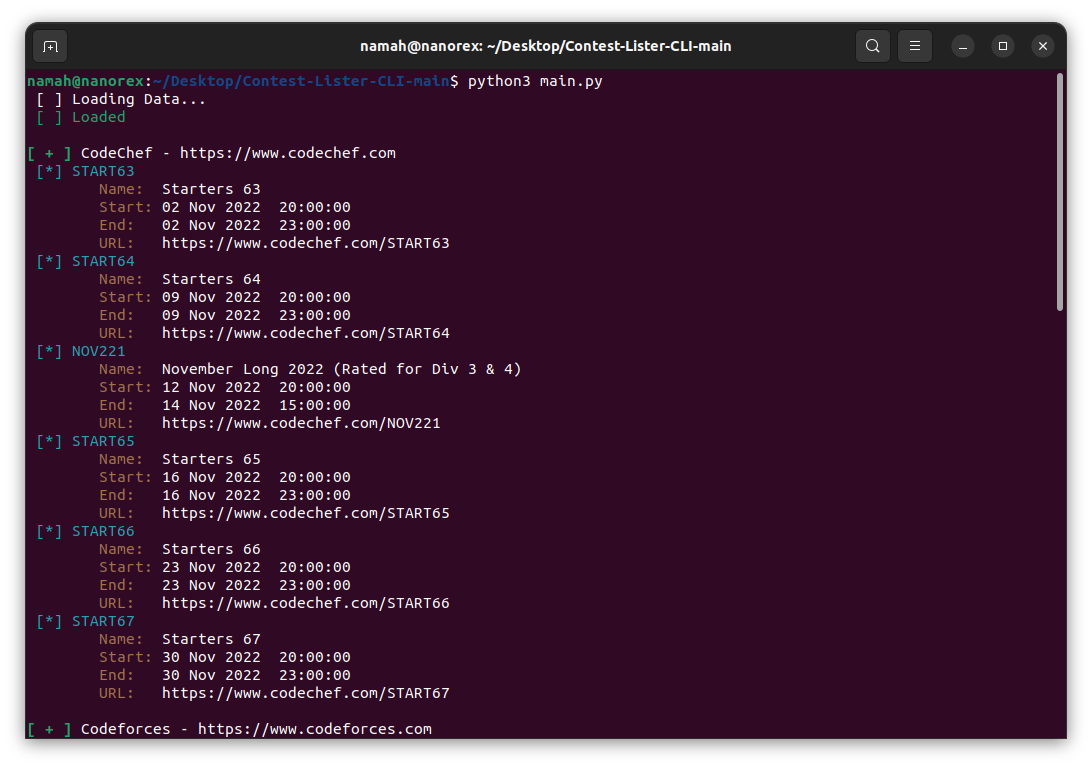 namah@nanorex: ~/Desktop/Contest-Lister-CLI-main
namah@nanorex:~/Desktop/Contest-Lister-CLI-main$ python3 main.py
[ ] Loading Data...
[ ] Loaded
[ + ] CodeChef - https://www.codechef.com
[*] START63
Name: Starters 63
Start: 02 Nov 2022  20:00:00
End: 02 Nov 2022  23:00:00
URL: https://www.codechef.com/START63
[*] START64
Name: Starters 64
Start: 09 Nov 2022  20:00:00
End: 09 Nov 2022  23:00:00
URL: https://www.codechef.com/START64
[*] NOV221
Name: November Long 2022 (Rated for Div 3 & 4)
Start: 12 Nov 2022  20:00:00
End: 14 Nov 2022  15:00:00
URL: https://www.codechef.com/NOV221
[*] START65
Name: Starters 65
Start: 16 Nov 2022  20:00:00
End: 16 Nov 2022  23:00:00
URL: https://www.codechef.com/START65
[*] START66
Name: Starters 66
Start: 23 Nov 2022  20:00:00
End: 23 Nov 2022  23:00:00
URL: https://www.codechef.com/START66
[*] START67
Name: Starters 67
Start: 30 Nov 2022  20:00:00
End: 30 Nov 2022  23:00:00
URL: https://www.codechef.com/START67
[ + ] Codeforces - https://www.codeforces.com